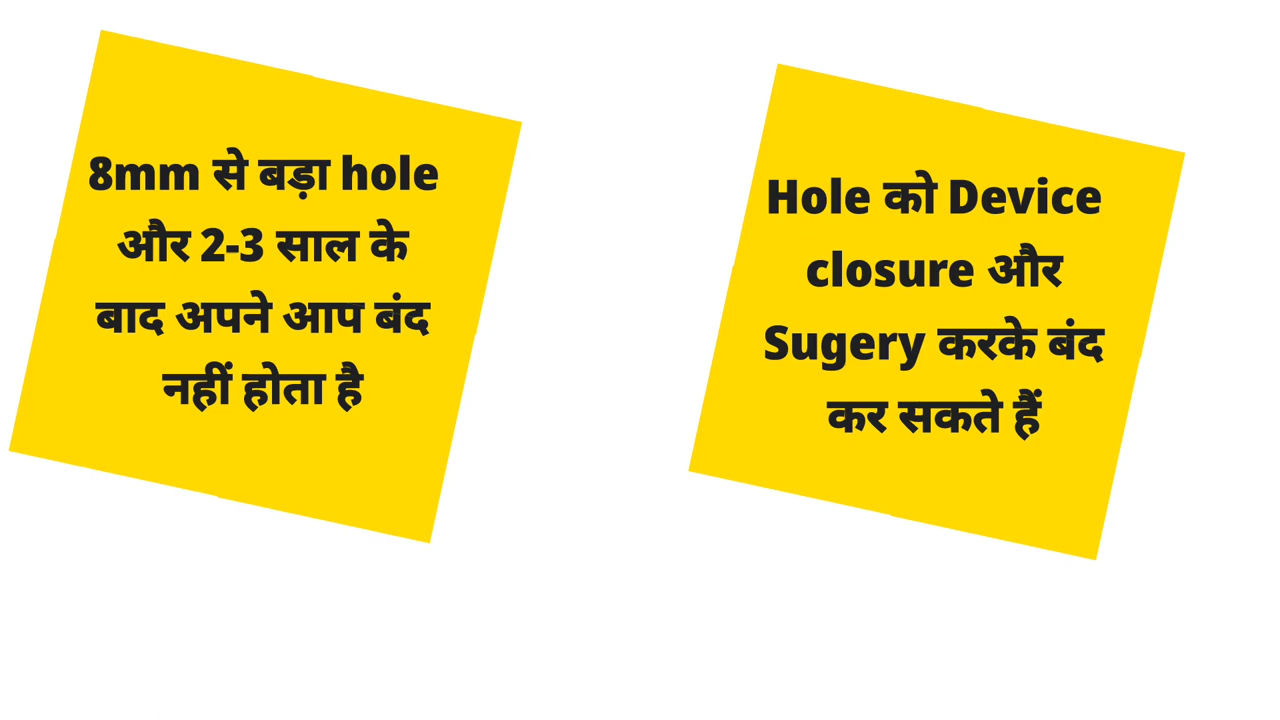 8mm से बड़ा hole
और 2-3 साल के
बाद अपने आप बंद
नहीं होता है
Hole को Device
closure और
Sugery करके बंद
कर सकते हैं